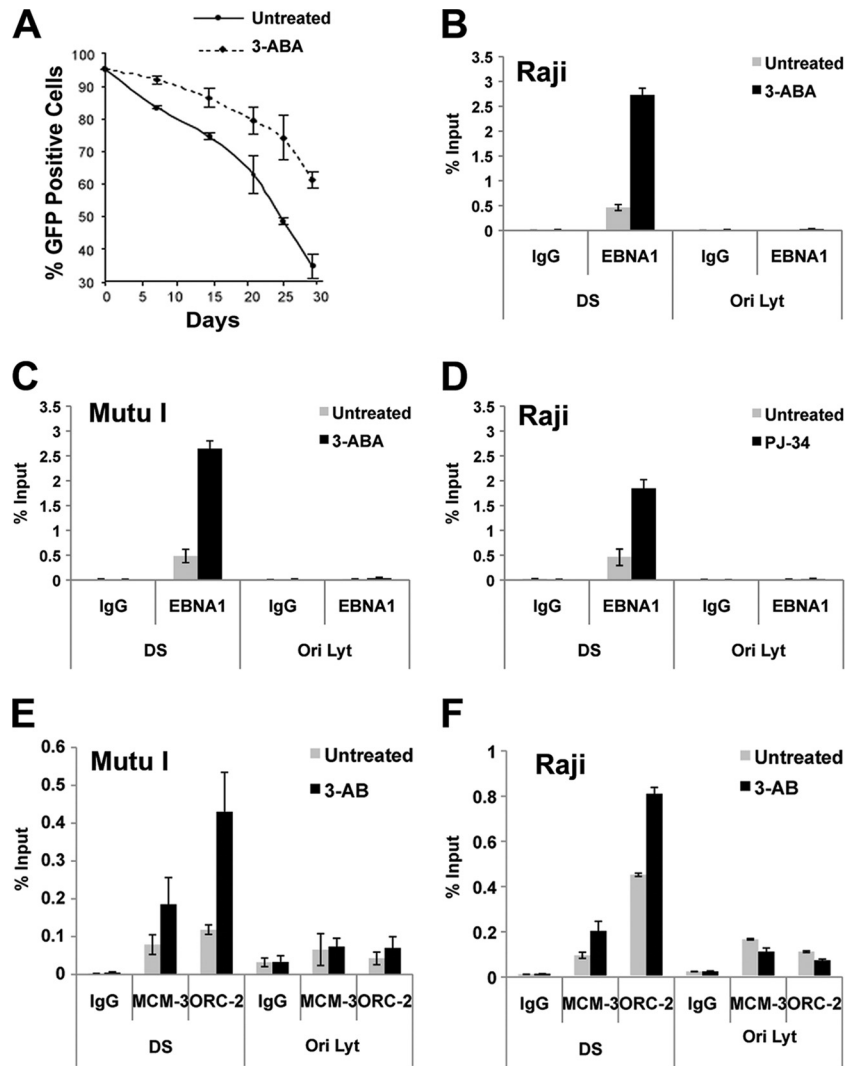 A
Untreated
3-ABA
% GFP Positive Cells
100
90
80
70
60
50
40
30
0 5 10 15 20 25 30
Days
B
Raji
Untreated
3-ABA
% Input
3.5
3
2.5
2
1.5
1
0.5
0
IgG EBNA1 IgG EBNA1
DS Ori Lyt
C
Mutu I
Untreated
3-ABA
% Input
3.5
3
2.5
2
1.5
1
0.5
0
IgG EBNA1 IgG EBNA1
DS Ori Lyt
D
Raji
Untreated
PJ-34
% Input
3.5
3
2.5
2
1.5
1
0.5
0
IgG EBNA1 IgG EBNA1
DS Ori Lyt
E
Mutu I
Untreated
3-AB
% Input
0.6
0.5
0.4
0.3
0.2
0.1
0
IgG MCM-3 ORC-2 IgG MCM-3 ORC-2
DS Ori Lyt
F
Raji
Untreated
3-AB
% Input
1
0.8
0.6
0.4
0.2
0
IgG MCM-3 ORC-2 IgG MCM-3 ORC-2
DS Ori Lyt